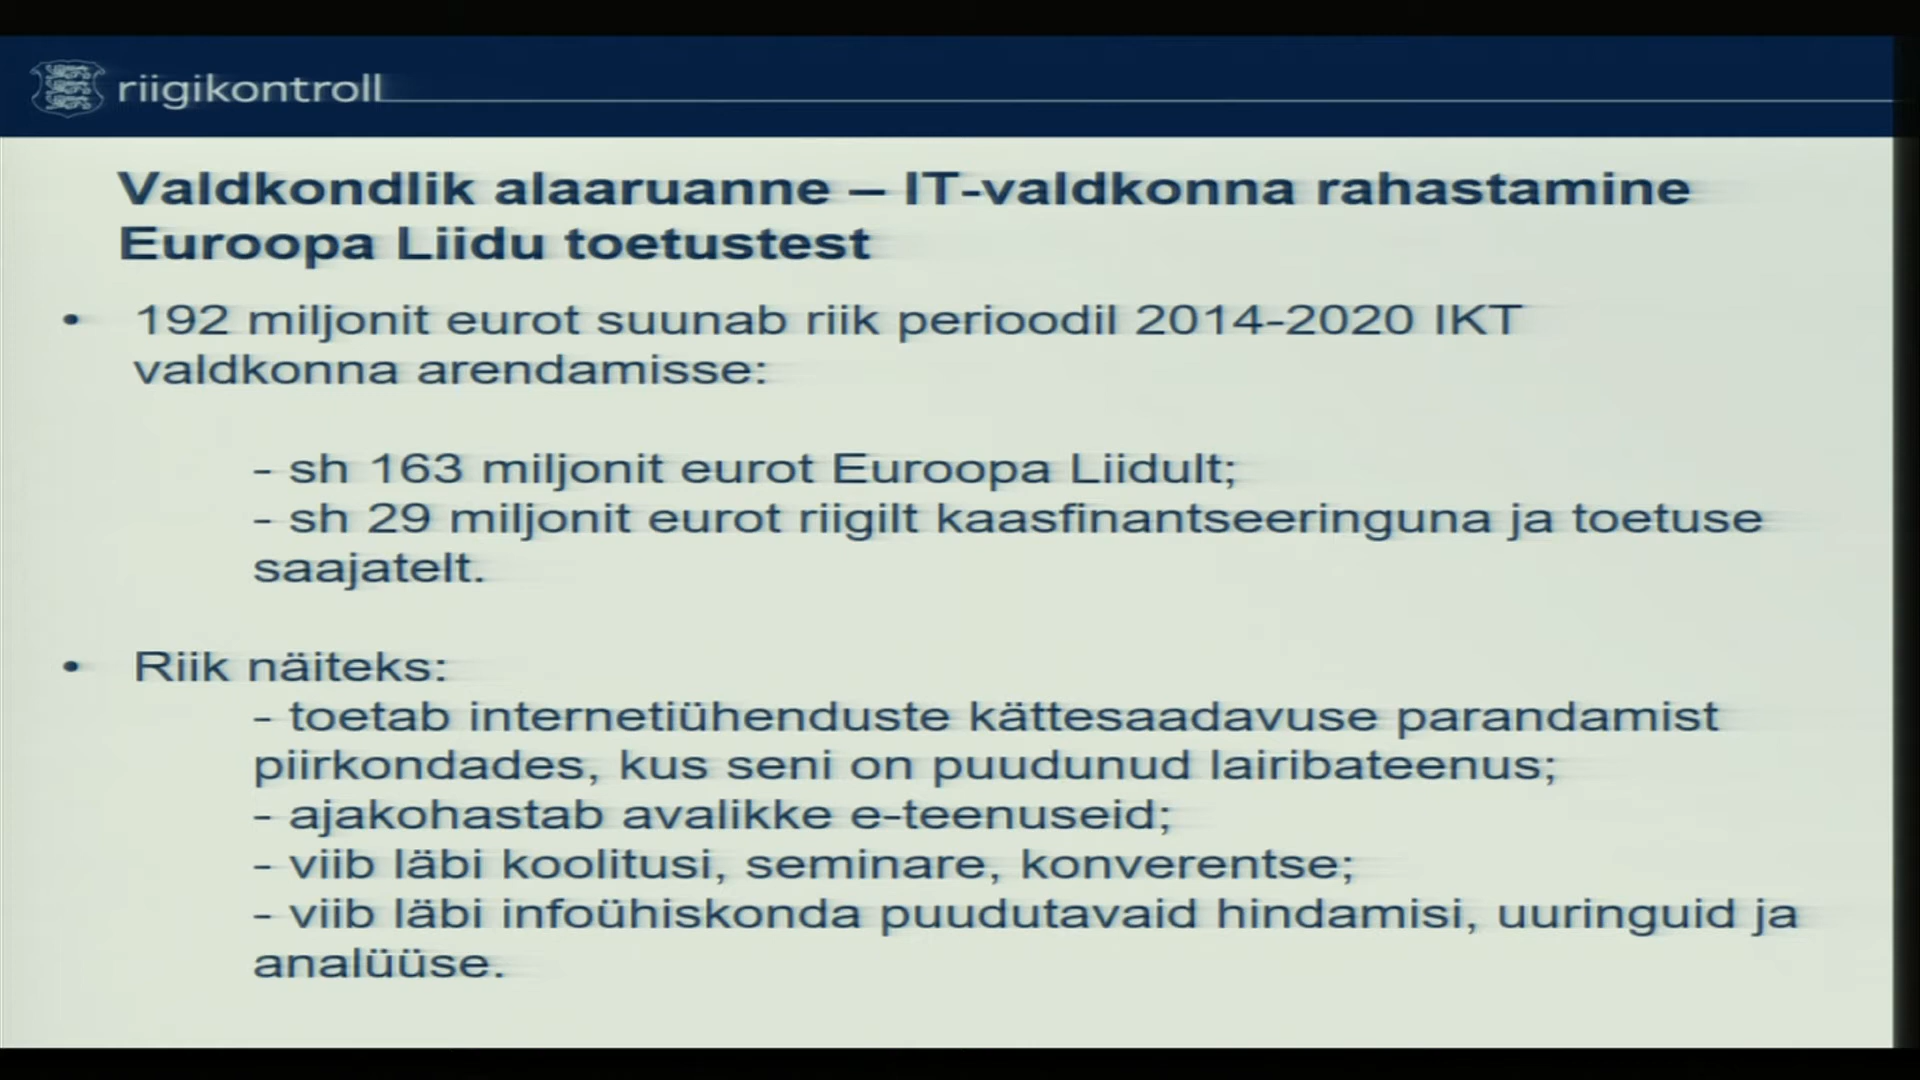 riigikontroll
Valdkondlik alaaruanne – IT-valdkonna rahastamine
Euroopa Liidu toetustest
• 192 miljonit eurot suunab riik perioodil 2014-2020 IKT
valdkonna arendamisse:
- sh 163 miljonit eurot Euroopa Liidult;
- sh 29 miljonit eurot riigilt kaasfinantseeringuna ja toetuse
saajatelt.
• Riik näiteks:
- toetab internetiühenduste kättesaadavuse parandamist
piirkondades, kus seni on puudunud lairibateenus;
- ajakohastab avalikke e-teenuseid;
- viib läbi koolitusi, seminare, konverentse;
- viib läbi infoühiskonda puudutavaid hindamisi, uuringuid ja
analüüse.